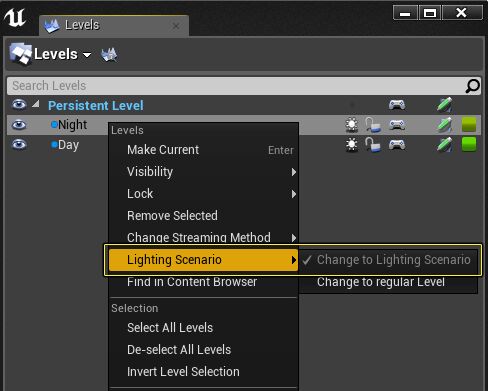 Levels
Levels
Search Levels
Persistent Level
Night
Day
Levels
Make Current Enter
Visibility
Lock
Remove Selected
Change Streaming Method
Lighting Scenario
Find in Content Browser
Selection
Select All Levels
De-select All Levels
Invert Level Selection
Change to Lighting Scenario
Change to regular Level